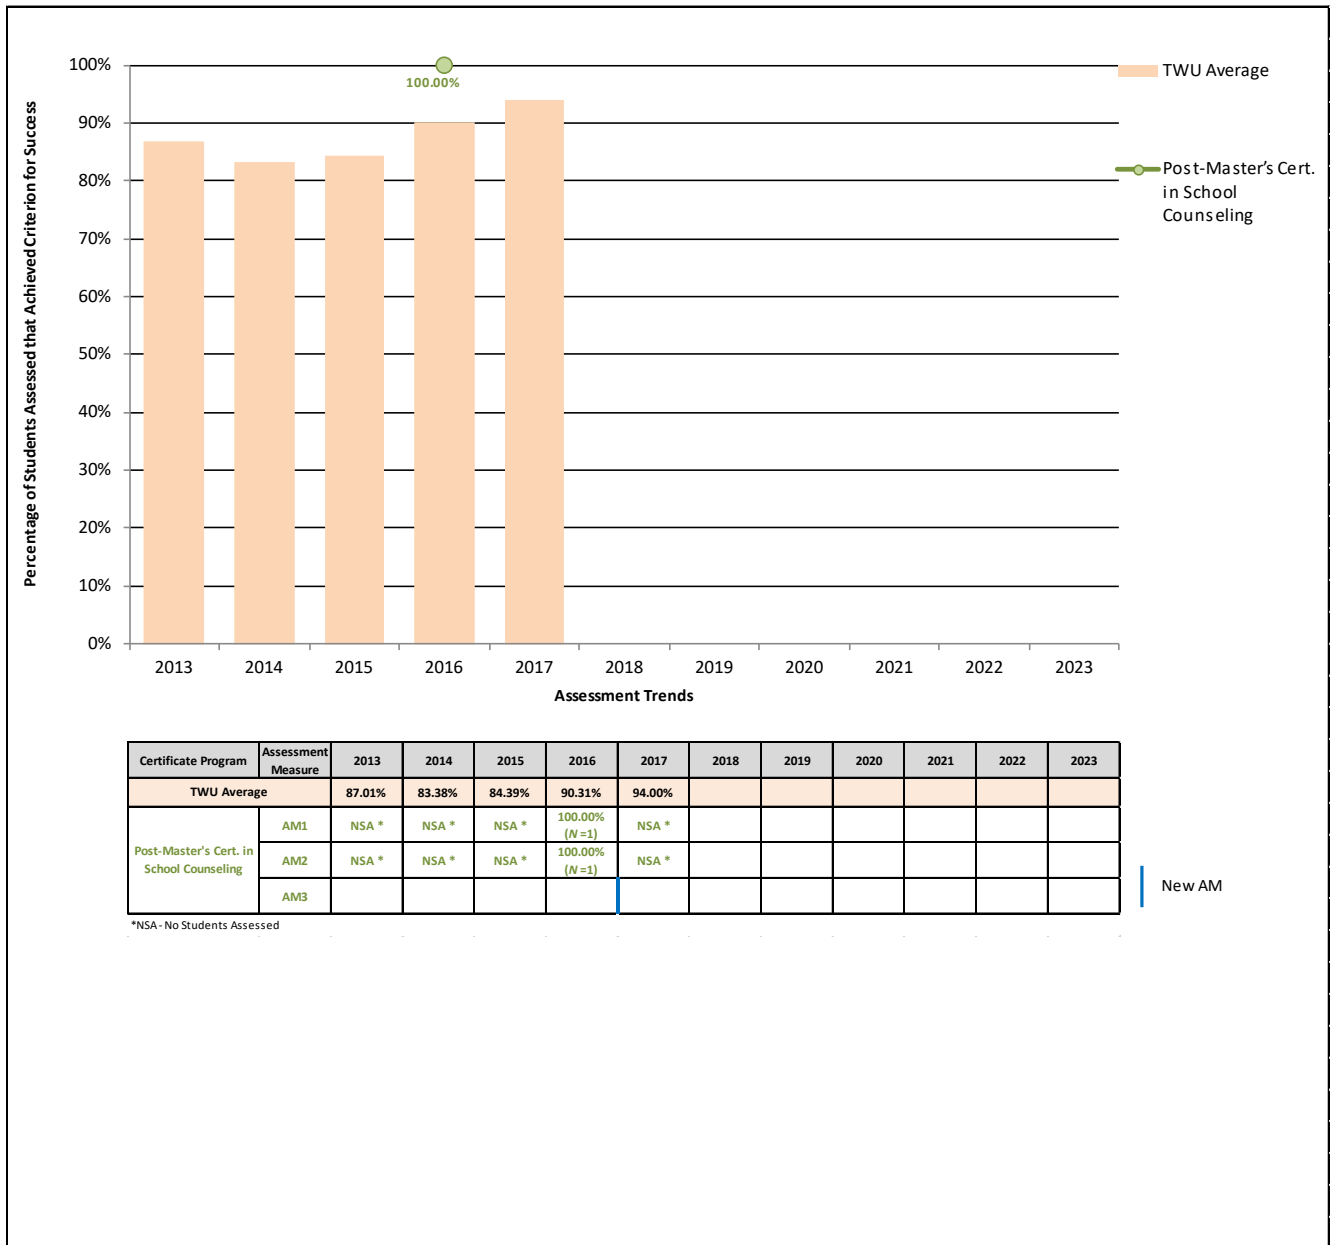 Percentage of Students Assessed that Achieved Criterion for Success
100%
90%
80%
70%
60%
50%
40%
30%
20%
10%
0%
100.00%
2013 2014 2015 2016 2017 2018 2019 2020 2021 2022 2023
Assessment Trends
TWU Average
Post-Master's Cert.
in School
Counseling
Certificate Program Assessment Measure 2013 2014 2015 2016 2017 2018 2019 2020 2021 2022 2023
TWU Average 87.01% 83.38% 84.39% 90.31% 94.00%
Post-Master's Cert. in
School Counseling
AM1 NSA * NSA * NSA * 100.00% (N =1) NSA *
AM2 NSA * NSA * NSA * 100.00% (N =1) NSA *
AM3
*NSA - No Students Assessed
New AM